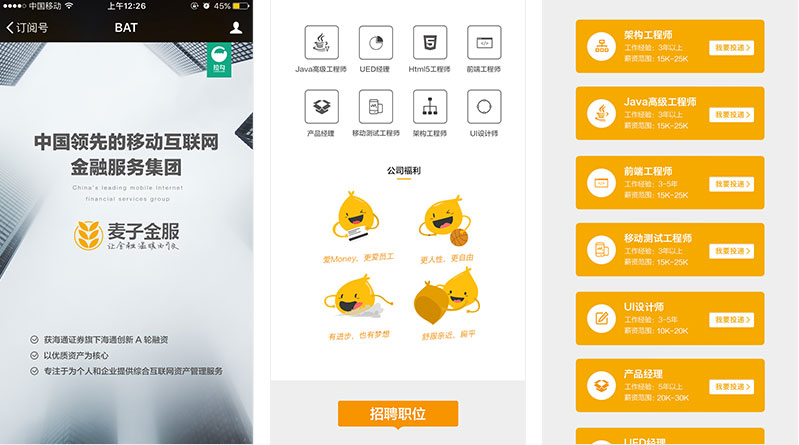 中国移动 上午12:26 45%
订阅号 BAT
拉勾
中国领先的移动互联网
金融服务集团
China's leading mobile Internet
financial services group
麦子金服
让金融温暖如家
获海通证券旗下海通创新 A 轮融资
以优质资产为核心
专注于为个人和企业提供综合互联网资产管理服务
Java高级工程师 UED经理 Html5工程师 前端工程师
产品经理 移动测试工程师 架构工程师 UI设计师
公司福利
爱Money、更爱员工
更人性、更自由
有进步、也有梦想
舒服亲近、扁平
招聘职位
架构工程师
工作经验：3年以上
薪资范围：15K-25K
我要投递>
Java高级工程师
工作经验：3年以上
薪资范围：15K-25K
我要投递>
前端工程师
工作经验：3-5年
薪资范围：15K-25K
我要投递>
移动测试工程师
工作经验：3年以上
薪资范围：15K-25K
我要投递>
UI设计师
工作经验：3-5年
薪资范围：10K-20K
我要投递>
产品经理
工作经验：5年以上
薪资范围：20K-30K
我要投递>
UED经理